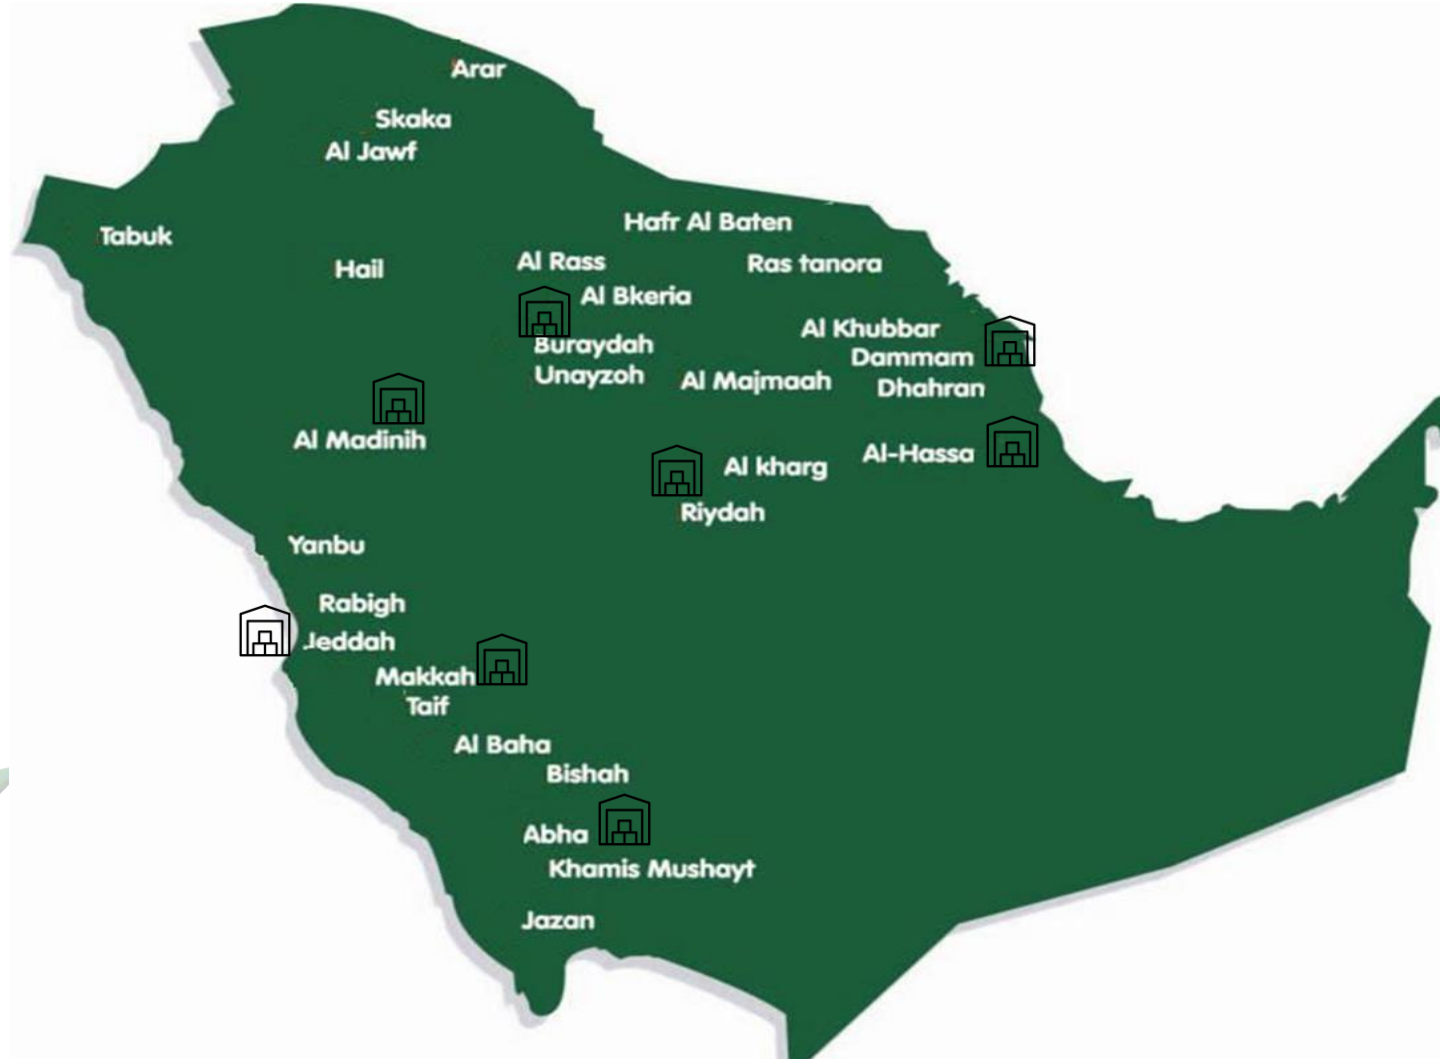 Arar
Skaka
Al Jawf
Hafr Al Baten
Tabuk
Al Rass
Ras tanora
Hail
Al Bkeria
Al Khubbar
Buraydah
Dammam
Unayzoh
Al Majmaah
Dhahran
Al Madinih
Al-Hassa
Al kharg
Riydah
Yanbu
Rabigh
Jeddah
Makkah
Taif
Al Baha
Bishah
Abha
Khamis Mushayt
Jazan